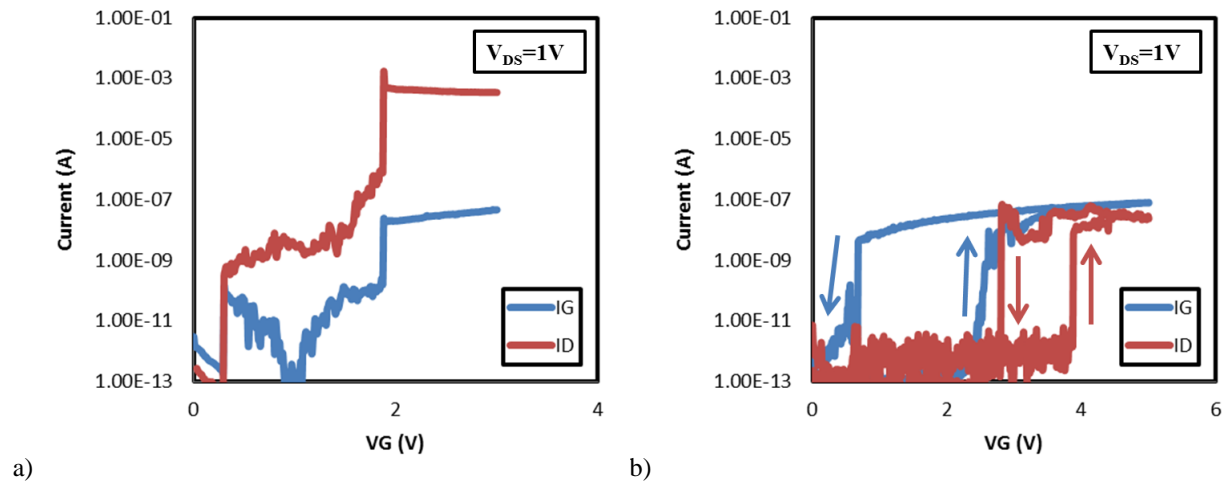 1.00E-01
1.00E-03
1.00E-05
1.00E-07
1.00E-09
1.00E-11
1.00E-13
Current (A)
VDS=1V
IG
ID
0 2 4
VG (V)
a)
1.00E-01
1.00E-03
1.00E-05
1.00E-07
1.00E-09
1.00E-11
1.00E-13
Current (A)
VDS=1V
IG
ID
0 2 4 6
VG (V)
b)